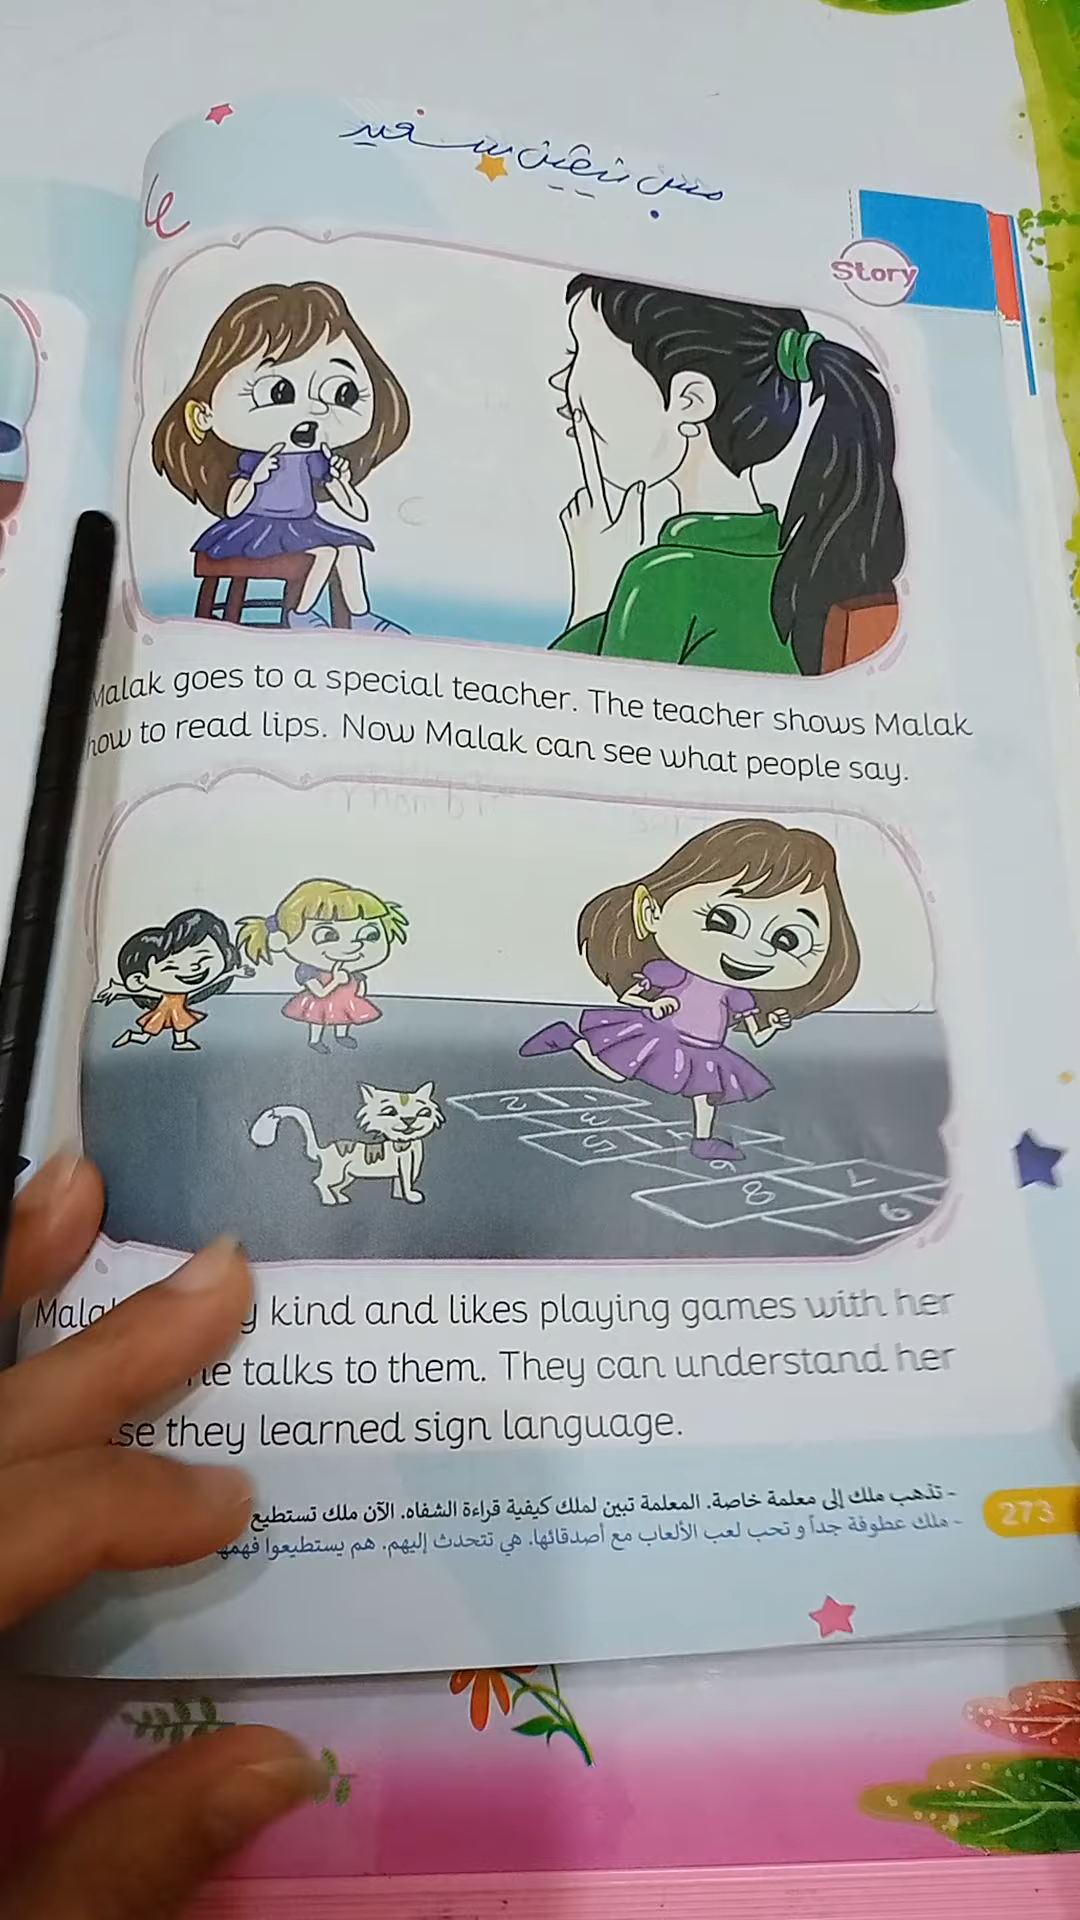 Story
Malak goes to a special teacher. The teacher shows Malak
how to read lips. Now Malak can see what people say.
2 1
3
5 4
6
8 7
9
kind and likes playing games with her
talks to them. They can understand her
they learned sign language.
- تذهب ملك إلى معلمة خاصة. المعلمة تبين لملك كيفية قراءة الشفاه. الآن ملك تستطيع
- ملك عطوفة جداً و تحب لعب الألعاب مع أصدقائها. هي تتحدث إليهم. هم يستطيعوا
273